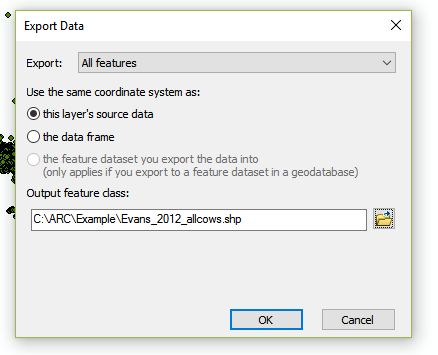 Export Data
Export: All features
Use the same coordinate system as:
this layer's source data
the data frame
the feature dataset you export the data into
(only applies if you export to a feature dataset in a geodatabase)
Output feature class:
C:\ARC\Example\Evans_2012_allcows.shp
OK Cancel